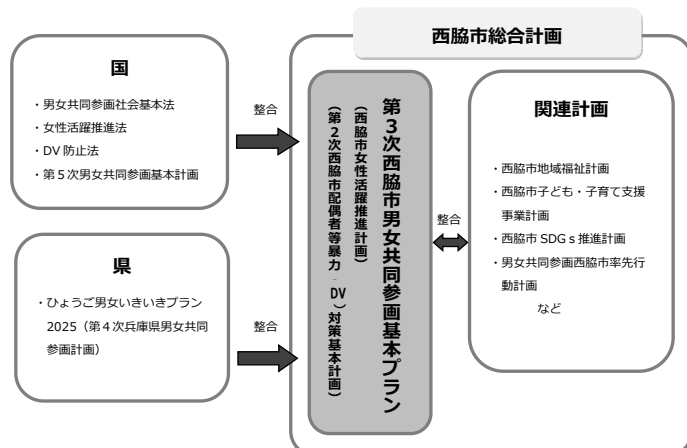 西脇市総合計画
国
・男女共同参画社会基本法
・女性活躍推進法
・DV 防止法
・第５次男女共同参画基本計画
整合
県
・ひょうご男女いきいきプラン
2025（第４次兵庫県男女共同
参画計画）
整合
第３次西脇市男女共同参画基本プラン
（西脇市女性活躍推進計画）
（第２次西脇市配偶者等暴力（DV）対策基本計画）
整合
関連計画
・西脇市地域福祉計画
・西脇市子ども・子育て支援
事業計画
・西脇市 SDGｓ推進計画
・男女共同参画西脇市率先行
動計画
など